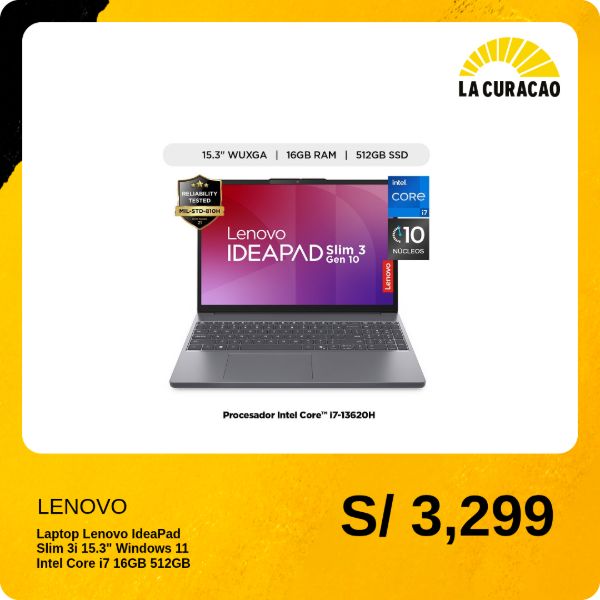 LA CURACAO
15.3" WUXGA | 16GB RAM | 512GB SSD
RELIABILITY
TESTED
MIL-STD-810H
intel
CORE
i7
10
NÚCLEOS
Lenovo
IDEAPAD Slim 3
Gen 10
Lenovo
Procesador Intel Core™ i7-13620H
LENOVO
Laptop Lenovo IdeaPad
Slim 3i 15.3" Windows 11
Intel Core i7 16GB 512GB
S/ 3,299